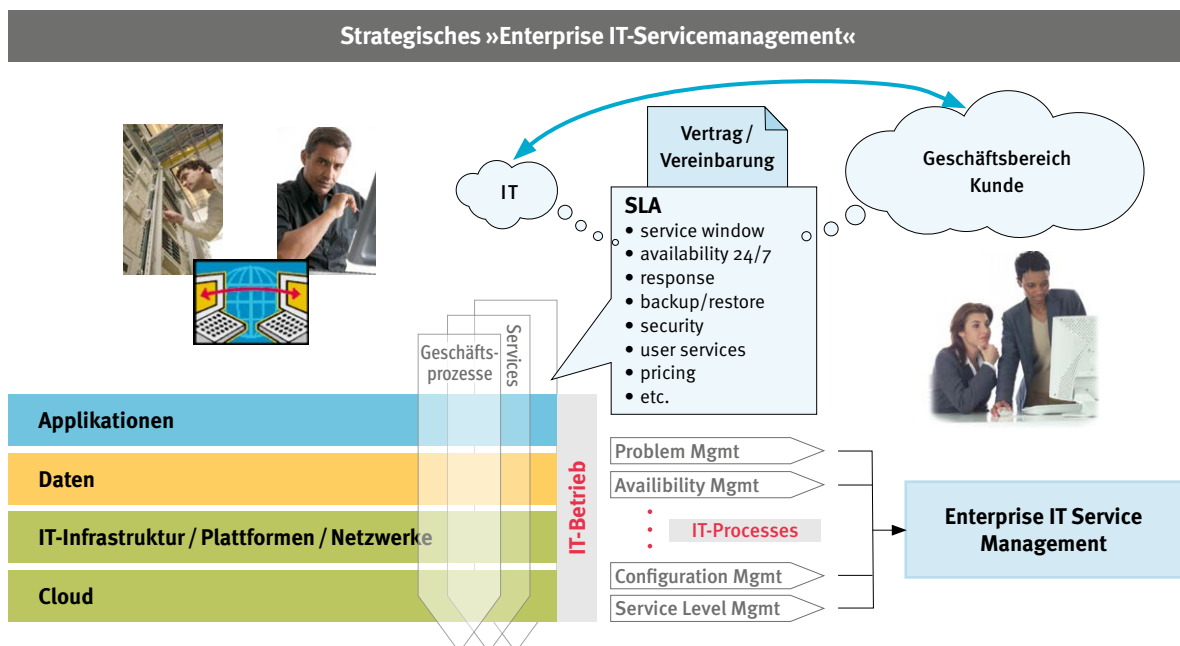 Strategisches »Enterprise IT-Servicemanagement«
Vertrag /
Vereinbarung
IT
Geschäftsbereich
Kunde
SLA
• service window
• availability 24/7
• response
• backup/restore
• security
• user services
• pricing
• etc.
Geschäfts-
prozesse
Services
Applikationen
Daten
IT-Infrastruktur / Plattformen / Netzwerke
Cloud
IT-Betrieb
Problem Mgmt
Availibility Mgmt
IT-Processes
Configuration Mgmt
Service Level Mgmt
Enterprise IT Service
Management